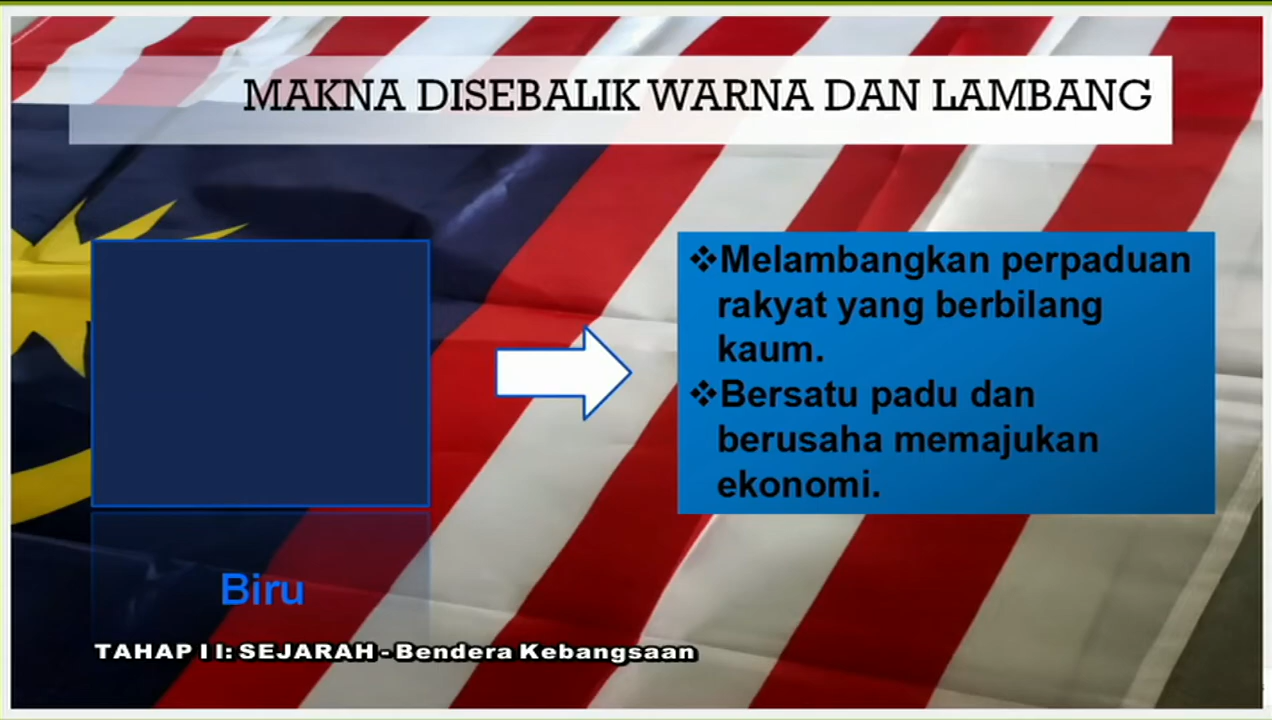 MAKNA DISEBALIK WARNA DAN LAMBANG
❖Melambangkan perpaduan
rakyat yang berbilang
kaum.
❖Bersatu padu dan
berusaha memajukan
ekonomi.
Biru
TAHAP II: SEJARAH - Bendera Kebangsaan